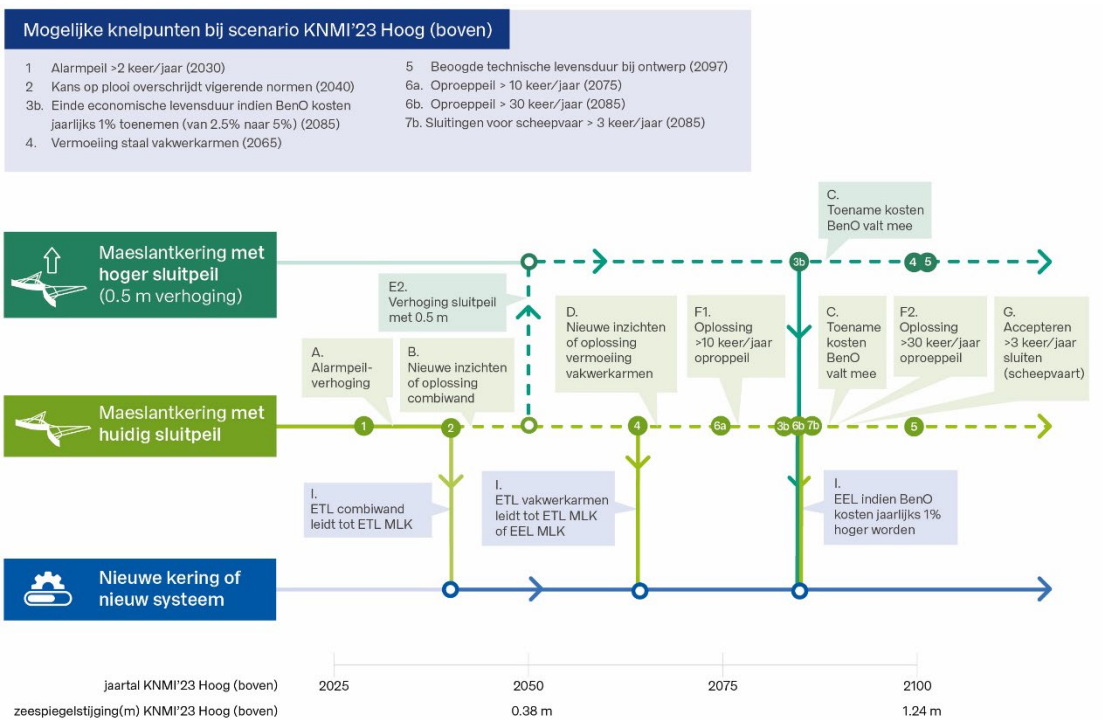 Mogelijke knelpunten bij scenario KNMI'23 Hoog (boven)
1 Alarmpeil >2 keer/jaar (2030)
2 Kans op plooi overschrijdt vigerende normen (2040)
3b. Einde economische levensduur indien BenO kosten
jaarlijks 1% toenemen (van 2.5% naar 5%) (2085)
4. Vermoeiing staal vakwerkarmen (2065)
5 Beoogde technische levensduur bij ontwerp (2097)
6a. Oproeppeil > 10 keer/jaar (2075)
6b. Oproeppeil > 30 keer/jaar (2085)
7b. Sluitingen voor scheepvaar > 3 keer/jaar (2085)
C.
Toename kosten
BenO valt mee
Maeslantkering met
hoger sluitpeil
(0.5 m verhoging)
3b
4
5
E2.
Verhoging sluitpeil
met 0.5 m
D.
Nieuwe inzichten
of oplossing
vermoeiing
vakwerkarmen
F1.
Oplossing
>10 keer/jaar
oproppeil
C.
Toename
kosten
BenO
valt mee
F2.
Oplossing
>30 keer/jaar
oproeppeil
G.
Accepteren
>3 keer/jaar
sluiten
(scheepvaart)
A.
Alarmpeil-
verhoging
B.
Nieuwe inzichten
of oplossing
combiwand
Maeslantkering met
huidig sluitpeil
1
2
4
6a
3b
6b
7b
5
I.
ETL combiwand
leidt tot ETL MLK
I.
ETL vakwerkarmen
leidt tot ETL MLK
of EEL MLK
I.
EEL indien BenO
kosten jaarlijks 1%
hoger worden
Nieuwe kering of
nieuw systeem
jaartal KNMI'23 Hoog (boven) 2025 2050 2075 2100
zeespiegelstijging(m) KNMI'23 Hoog (boven) 0.38 m 1.24 m